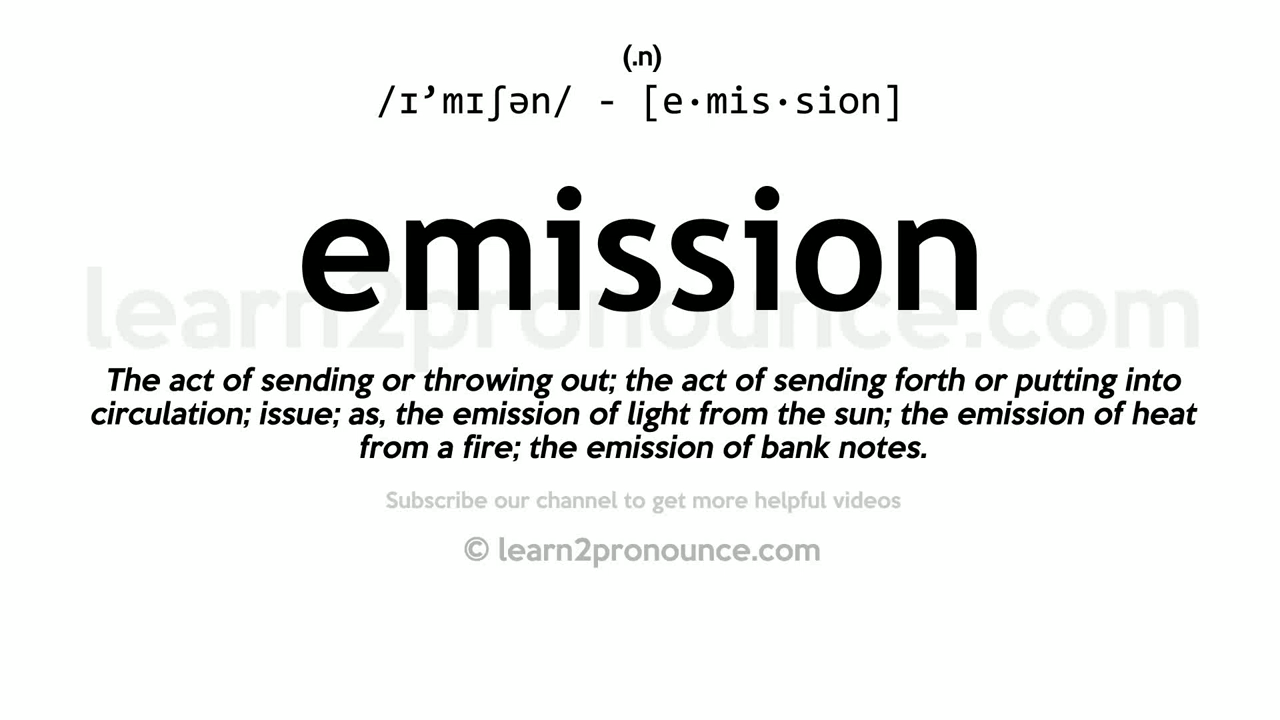 (.n)
/ɪ’mɪʃən/ - [e·mis·sion]
emission
learn2pronounce.com
The act of sending or throwing out; the act of sending forth or putting into
circulation; issue; as, the emission of light from the sun; the emission of heat
from a fire; the emission of bank notes.
Subscribe our channel to get more helpful videos
© learn2pronounce.com